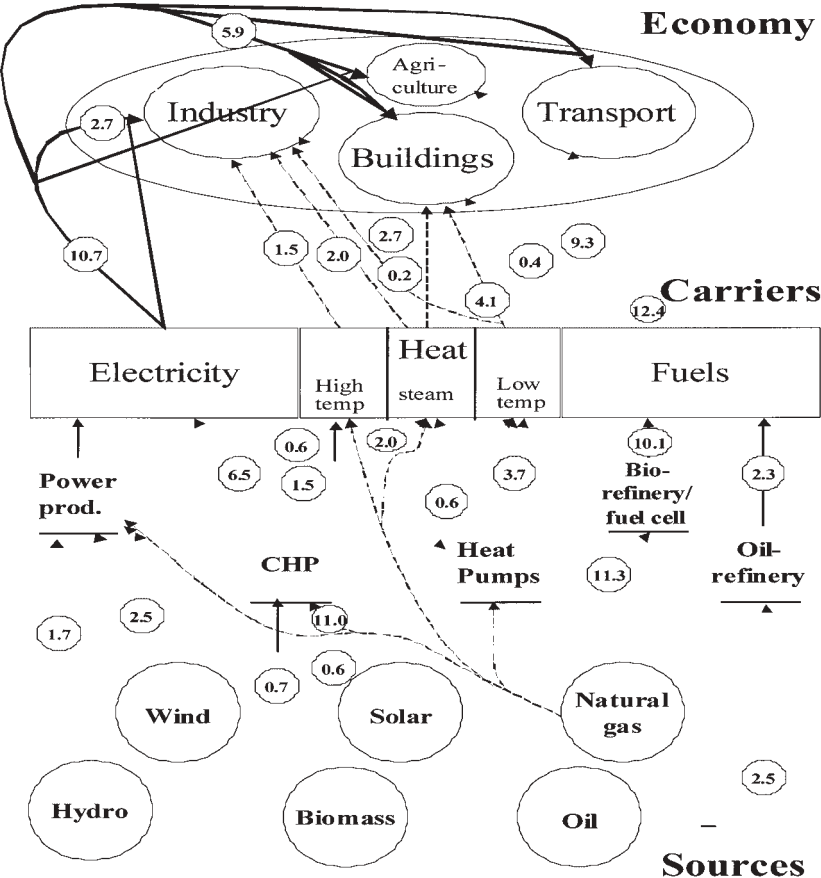 Economy
5.9
Agri-
culture
Industry
Transport
2.7
Buildings
10.7
1.5
2.0
2.7
0.2
0.4
9.3
4.1
Carriers
12.4
Electricity
High
temp
Heat
steam
Low
temp
Fuels
0.6
2.0
10.1
6.5
1.5
3.7
2.3
Power
prod.
0.6
Bio-
refinery/
fuel cell
CHP
Heat
Pumps
11.3
Oil-
refinery
1.7
2.5
11.0
0.7
0.6
Wind
Solar
Natural
gas
2.5
Hydro
Biomass
Oil
Sources